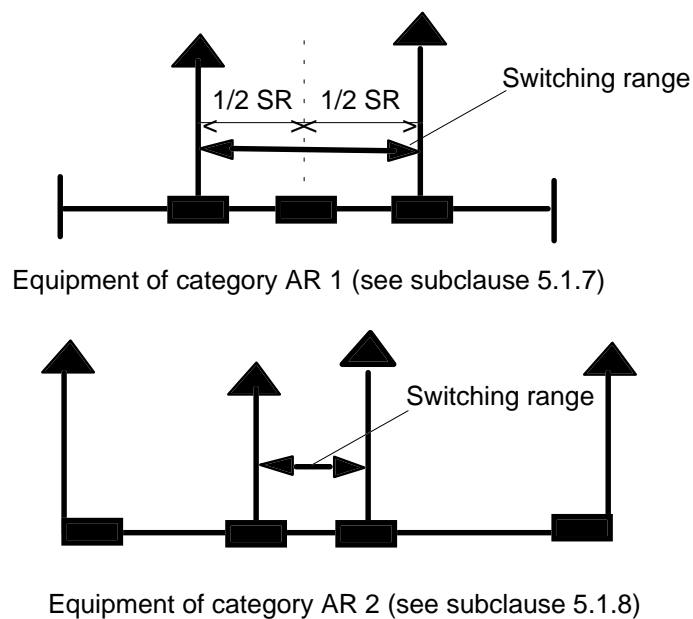 Switching range
1/2 SR 1/2 SR
Equipment of category AR 1 (see subclause 5.1.7)
Switching range
Equipment of category AR 2 (see subclause 5.1.8)